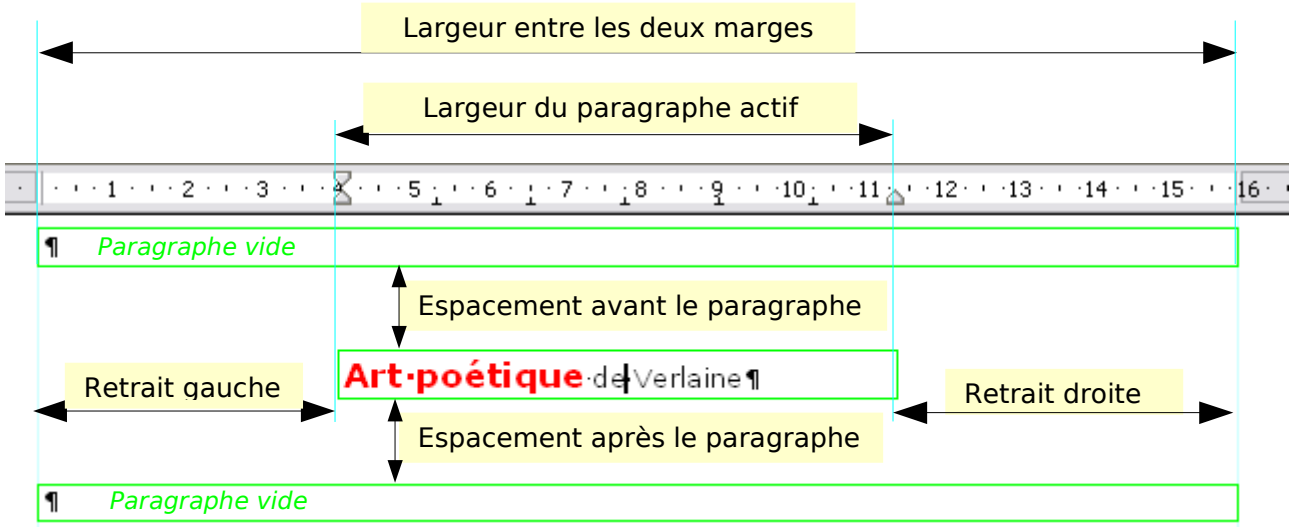 Largeur entre les deux marges
Largeur du paragraphe actif
· 1 · 2 · 3 · 4 · 5 · 6 · 7 · 8 · 9 · 10 · 11 · 12 · 13 · 14 · 15 · 16 ·
¶ Paragraphe vide
Espacement avant le paragraphe
Art·poétique·de Verlaine¶
Retrait gauche
Retrait droite
Espacement après le paragraphe
¶ Paragraphe vide